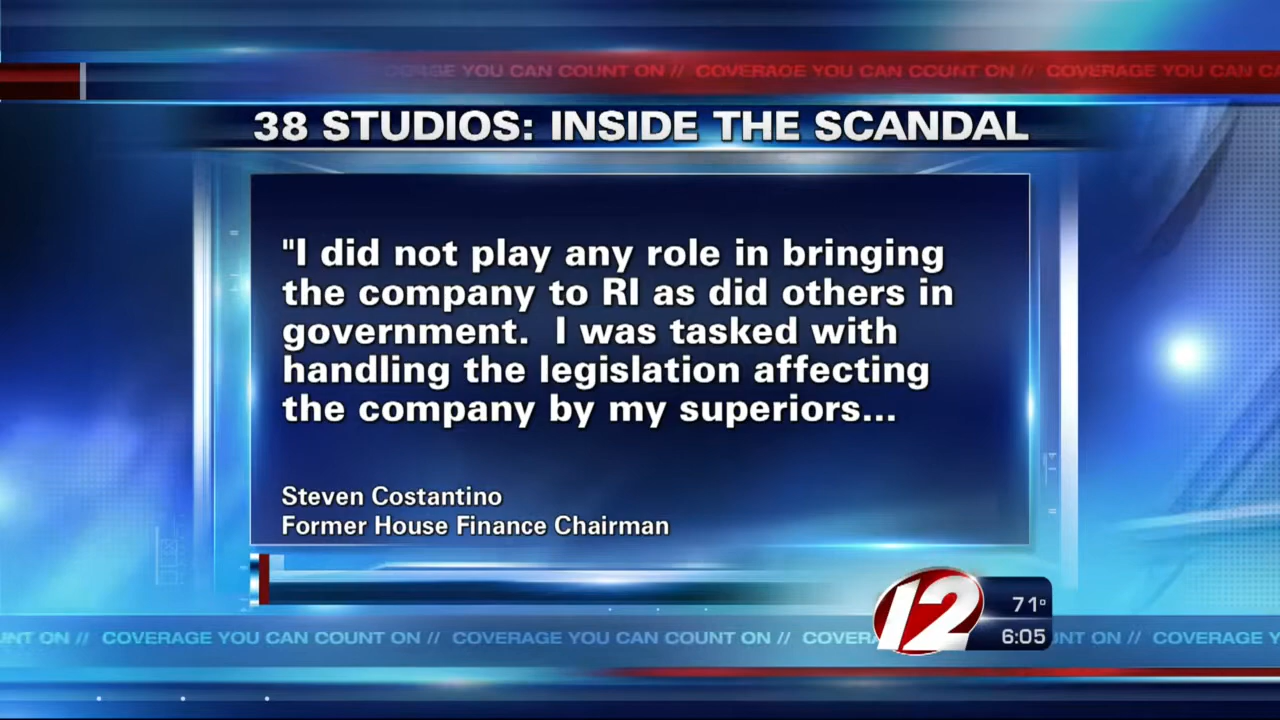 COVERAGE YOU CAN COUNT ON // COVERAGE YOU CAN COUNT ON // COVERAGE YOU CAN
38 STUDIOS: INSIDE THE SCANDAL
"I did not play any role in bringing
the company to RI as did others in
government.  I was tasked with
handling the legislation affecting
the company by my superiors...
Steven Costantino
Former House Finance Chairman
12
71°
6:05
ON // COVERAGE YOU CAN COUNT ON // COVERAGE YOU CAN COUNT ON // COVERA
NT ON // COVERAGE Y